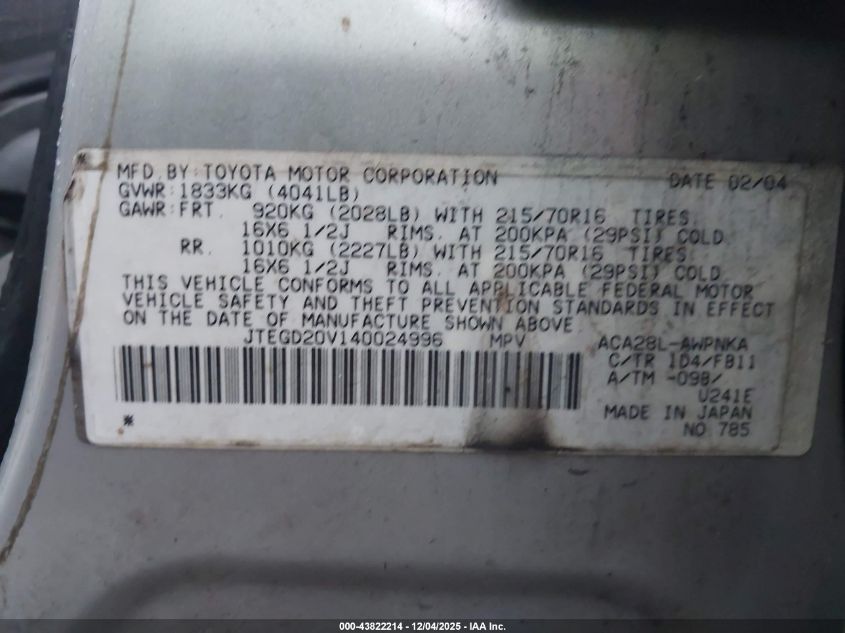 MFD. BY: TOYOTA MOTOR CORPORATION DATE 02/04
GVWR: 1833KG (4041LB)
GAWR: FRT. 920KG (2028LB) WITH 215/70R16 TIRES.
16X6 1/2J RIMS. AT 200KPA (29PSI) COLD
RR. 1010KG (2227LB) WITH 215/70R16 TIRES.
16X6 1/2J RIMS. AT 200KPA (29PSI) COLD.
THIS VEHICLE CONFORMS TO ALL APPLICABLE FEDERAL MOTOR
VEHICLE SAFETY AND THEFT PREVENTION STANDARDS IN EFFECT
ON THE DATE OF MANUFACTURE SHOWN ABOVE.
JTEGD20V140024996 MPV ACA28L-AWPNKA
C/TR 1D4/FB11
A/TM -098/
U241E
MADE IN JAPAN
* NO 785
000-43822214 - 12/04/2025 - IAA Inc.